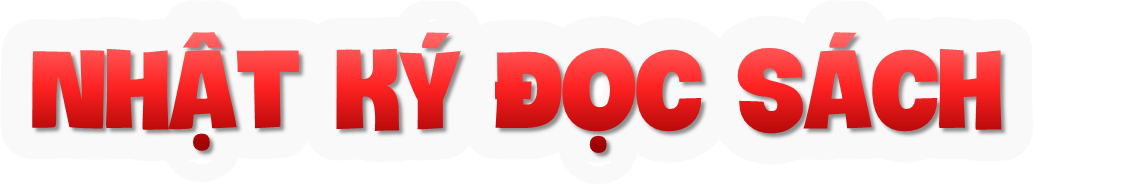 NHẬT KÝ ĐỌC SÁCH